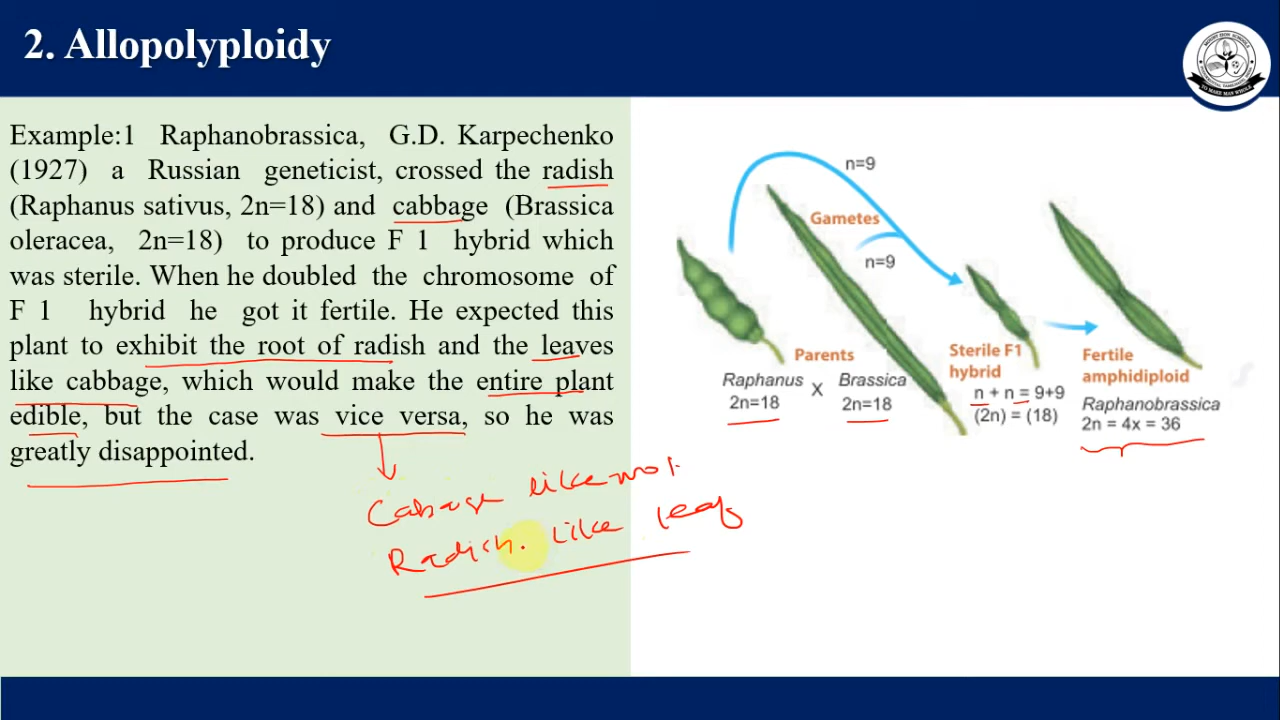 2. Allopolyploidy
Example:1 Raphanobrassica, G.D. Karpechenko
(1927) a Russian geneticist, crossed the radish
(Raphanus sativus, 2n=18) and cabbage (Brassica
oleracea, 2n=18) to produce F 1 hybrid which
was sterile. When he doubled the chromosome of
F 1 hybrid he got it fertile. He expected this
plant to exhibit the root of radish and the leaves
like cabbage, which would make the entire plant
edible, but the case was vice versa, so he was
greatly disappointed.
like
Radish. Like leaf
n=9
Gametes
n=9
Parents
Raphanus X Brassica
2n=18 2n=18
Sterile F1
hybrid
n + n = 9+9
(2n) = (18)
Fertile
amphidiploid
Raphanobrassica
2n = 4x = 36
TO MAKE MAN WHOLE